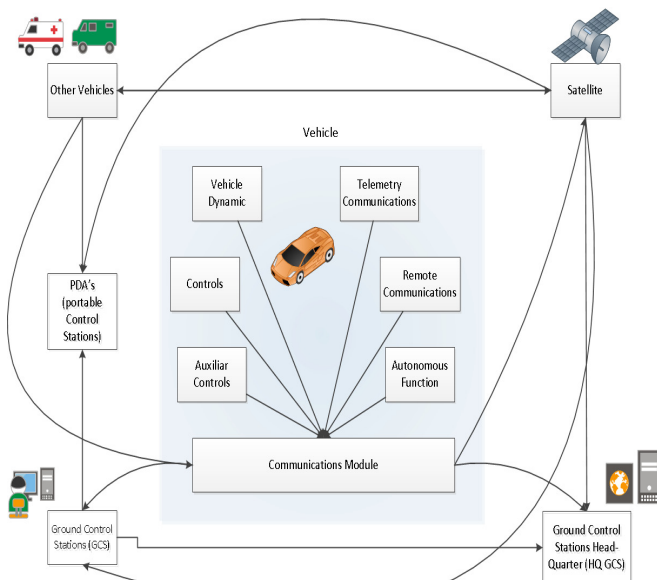 Other Vehicles
Satellite
Vehicle
Vehicle
Dynamic
Telemetry
Communications
Controls
Remote
Communications
PDA's
(portable
Control
Stations)
Auxiliar
Controls
Autonomous
Function
Communications Module
Ground Control
Stations (GCS)
Ground Control
Stations Head-
Quarter (HQ GCS)